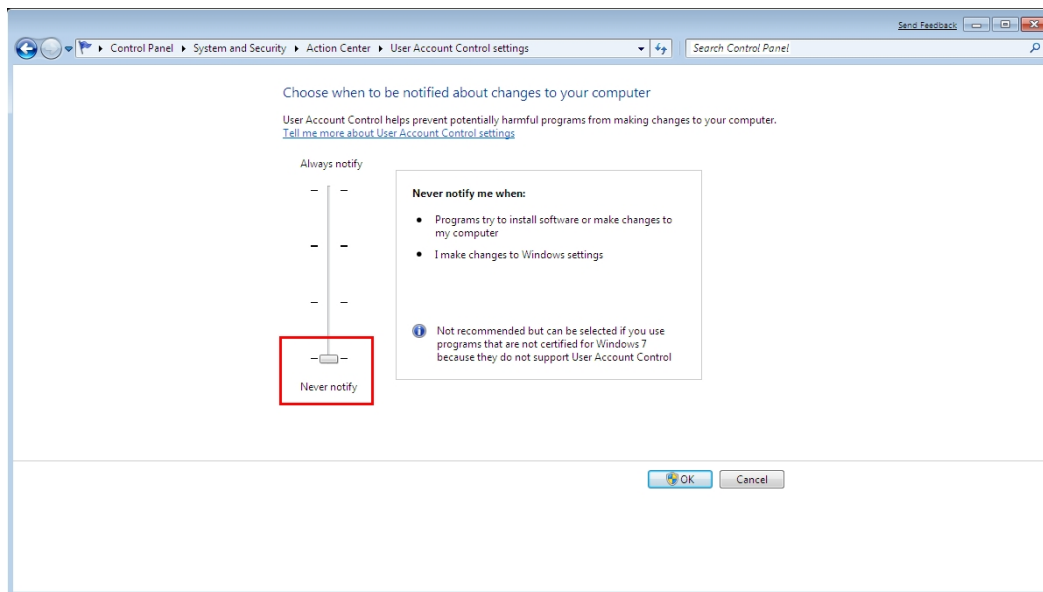 Send Feedback
Control Panel System and Security Action Center User Account Control settings
Search Control Panel
Choose when to be notified about changes to your computer
User Account Control helps prevent potentially harmful programs from making changes to your computer.
Tell me more about User Account Control settings
Always notify
Never notify me when:
Programs try to install software or make changes to
my computer
I make changes to Windows settings
Not recommended but can be selected if you use
programs that are not certified for Windows 7
because they do not support User Account Control
Never notify
OK
Cancel